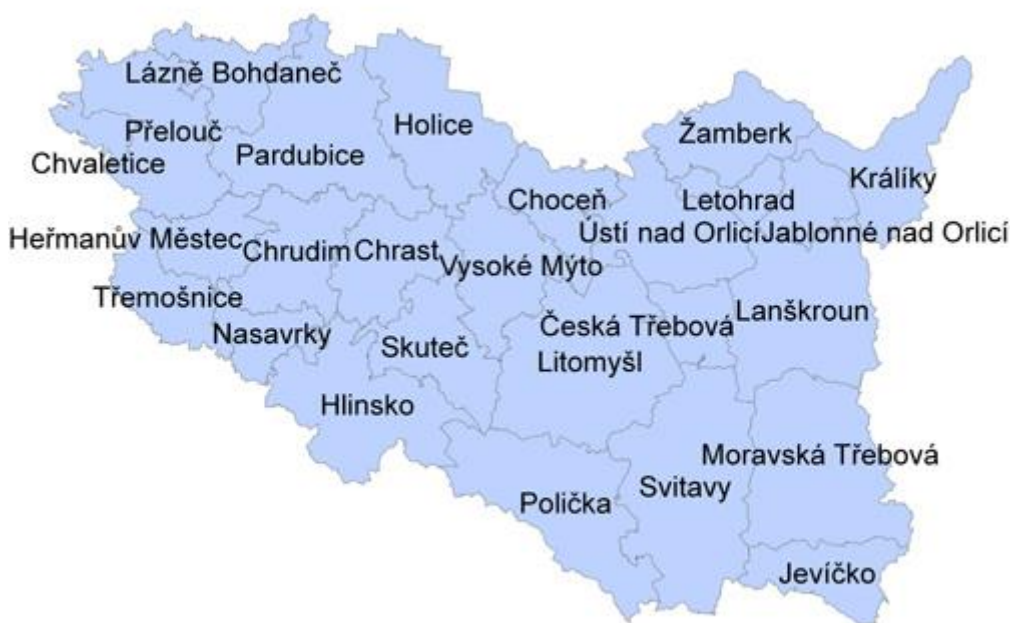 Lázně Bohdaneč
Holice
Přelouč
Žamberk
Pardubice
Chvaletice
Králíky
Choceň
Letohrad
Heřmanův Městec
Chrudim
Chrast
Ústí nad Orlicí
Jablonné nad Orlicí
Vysoké Mýto
Třemošnice
Lanškroun
Česká Třebová
Nasavrky
Skuteč
Litomyšl
Hlinsko
Moravská Třebová
Svitavy
Polička
Jevíčko